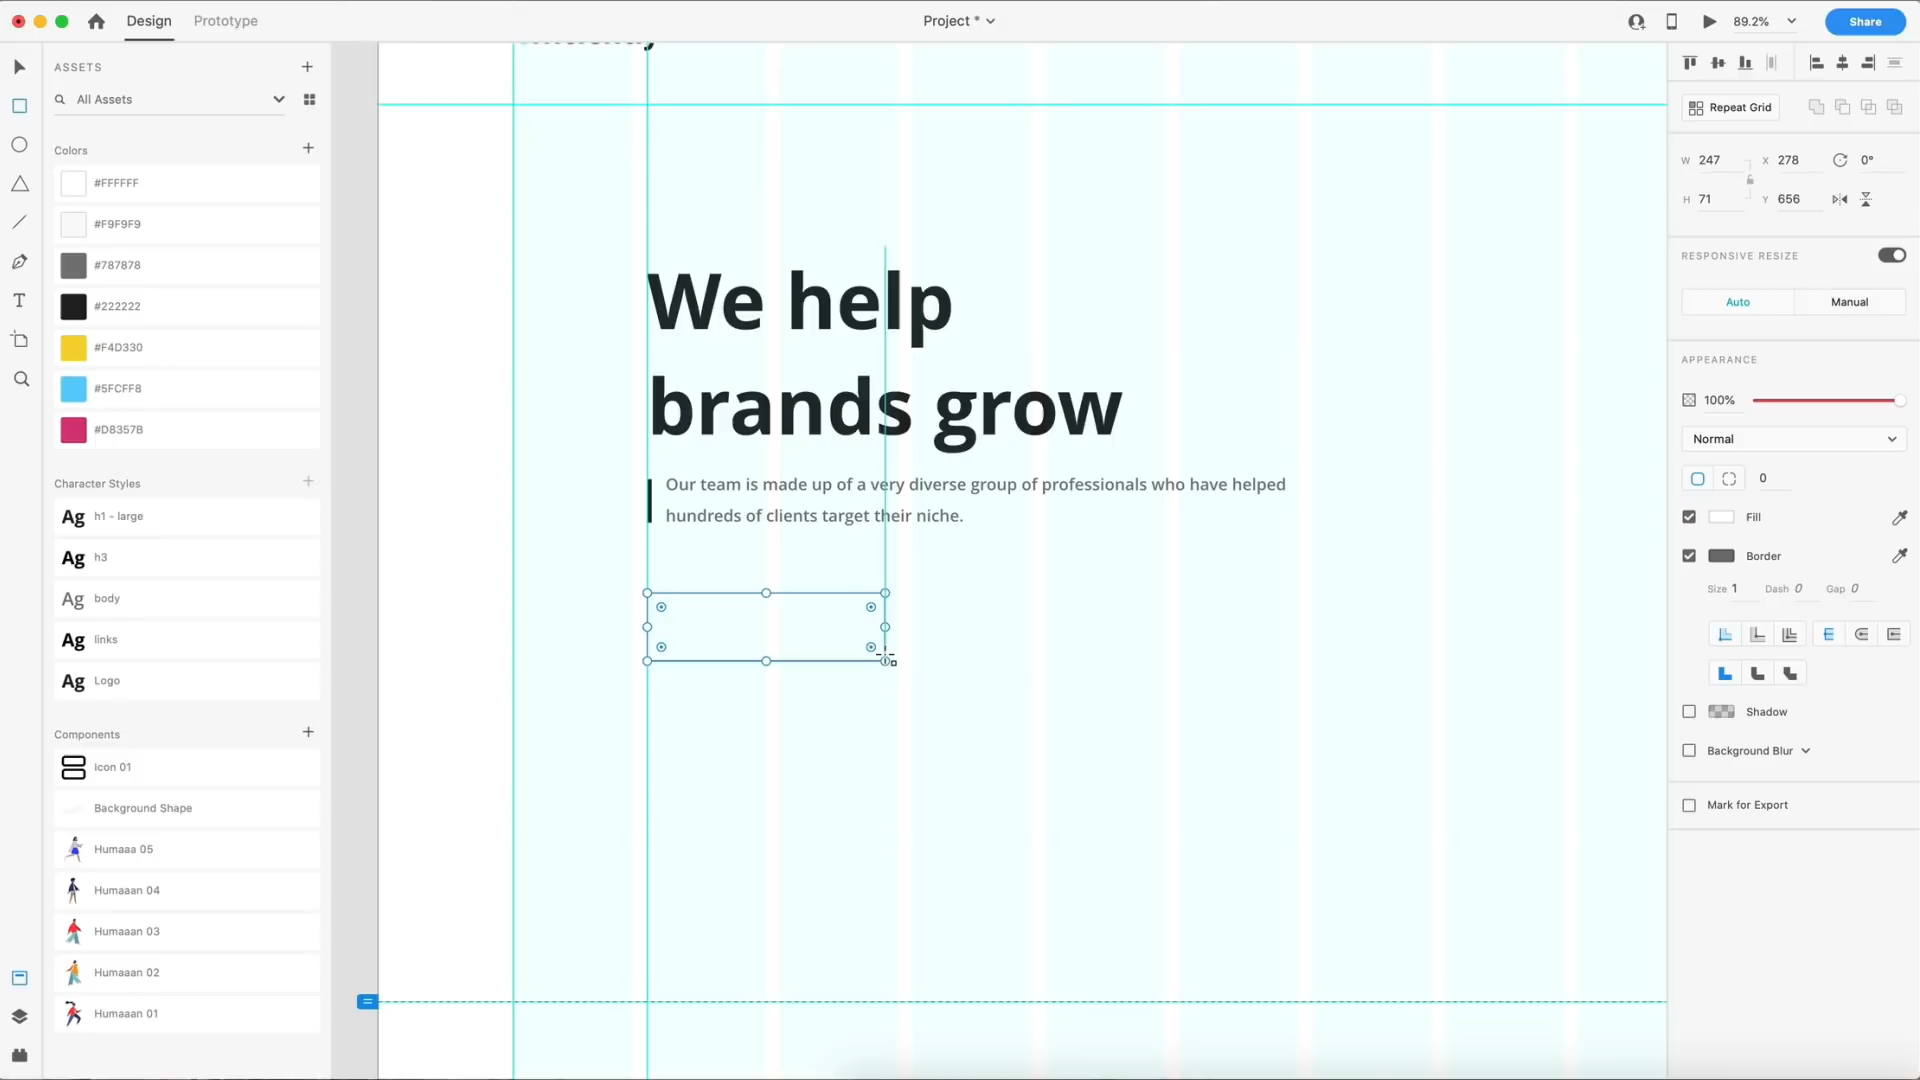 Design
Prototype
Project *
89.2%
Share
ASSETS
All Assets
Colors
#FFFFFF
#F9F9F9
#787878
#222222
#F4D330
#5FCFF8
#D8357B
Character Styles
Ag h1 - large
Ag h3
Ag body
Ag links
Ag Logo
Components
Icon 01
Background Shape
Humaaa 05
Humaaan 04
Humaaan 03
Humaaan 02
Humaaan 01
We help
brands grow
Our team is made up of a very diverse group of professionals who have helped
hundreds of clients target their niche.
Repeat Grid
W 247 X 278 0°
H 71 Y 656
RESPONSIVE RESIZE
Auto Manual
APPEARANCE
100%
Normal
0
Fill
Border
Size 1 Dash 0 Gap 0
Shadow
Background Blur
Mark for Export